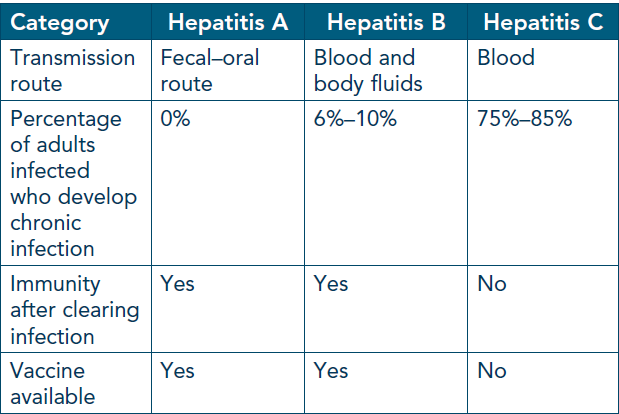 Category Hepatitis A Hepatitis B Hepatitis C
Transmission Fecal–oral Blood and Blood
route route body fluids
Percentage 0% 6%–10% 75%–85%
of adults
infected
who develop
chronic
infection
Immunity Yes Yes No
after clearing
infection
Vaccine Yes Yes No
available